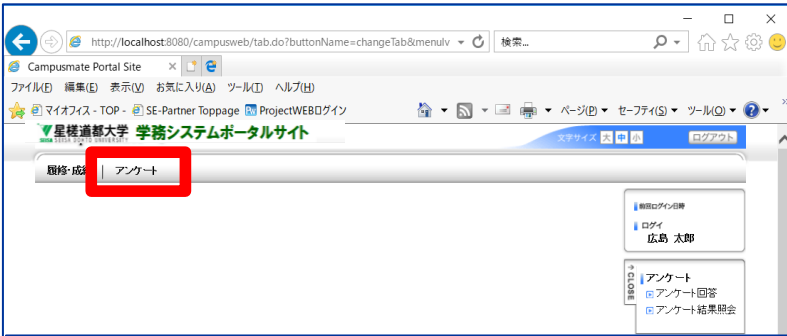 http://localhost:8080/campusweb/tab.do?buttonName=changeTab&menulv
検索...
Campusmate Portal Site
ファイル(F) 編集(E) 表示(V) お気に入り(A) ツール(T) ヘルプ(H)
マイオフィス - TOP - SE-Partner Toppage ProjectWEBログイン ページ(P) セーフティ(S) ツール(O)
星槎道都大学 学務システムポータルサイト
文字サイズ 大 中 小 ログアウト
履修・成績 | アンケート
前回ログイン日時
ログイ
広島 太郎
CLOSE
アンケート
アンケート回答
アンケート結果照会